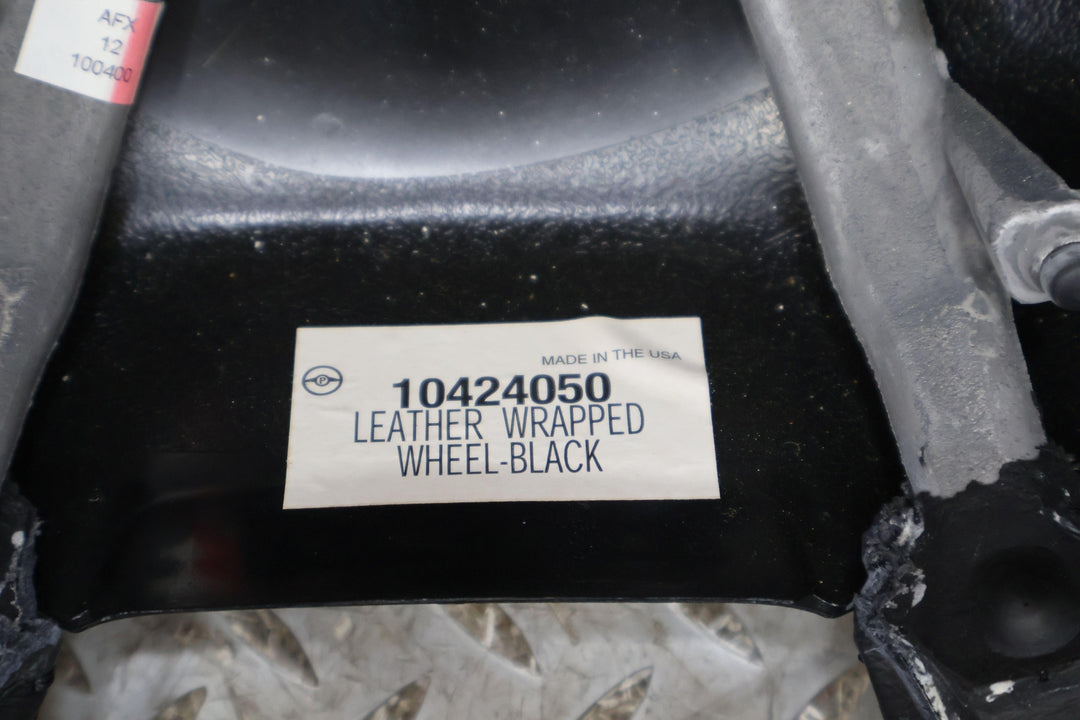 AFX
12
100400
MADE IN THE USA
P
10424050
LEATHER WRAPPED
WHEEL-BLACK